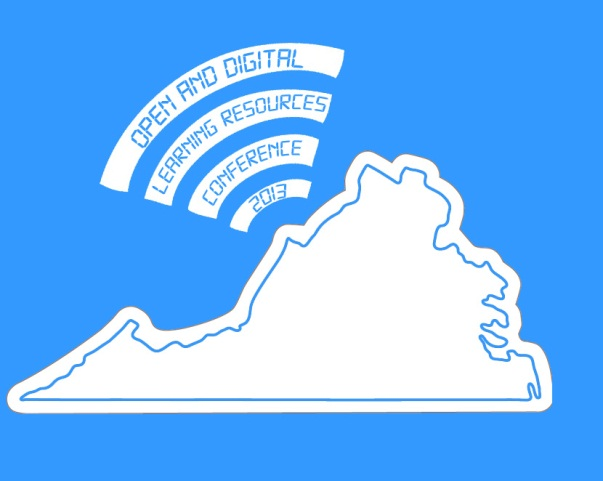 OPEN AND DIGITAL
LEARNING RESOURCES
CONFERENCE
2013